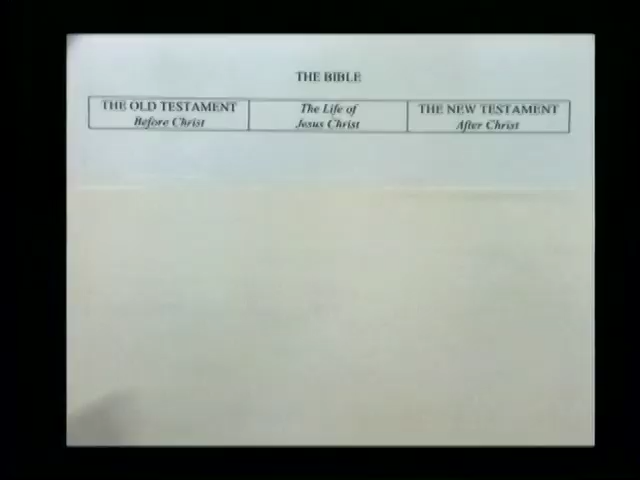 THE BIBLE
THE OLD TESTAMENT
Before Christ
The Life of
Jesus Christ
THE NEW TESTAMENT
After Christ